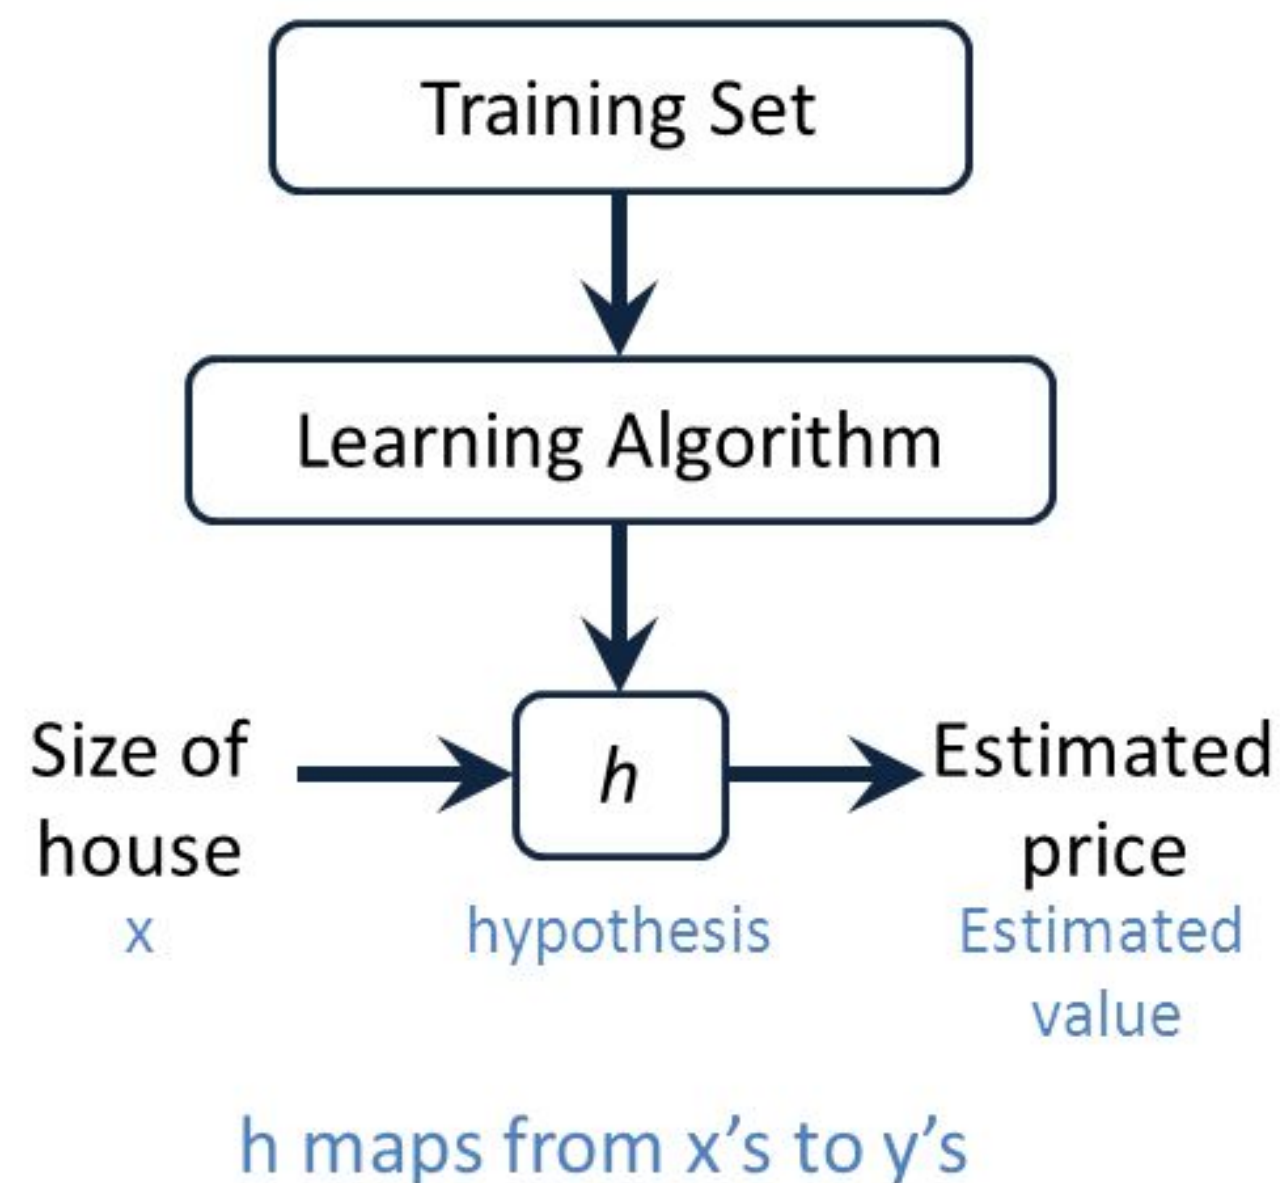 Training Set
Learning Algorithm
Size of
house
x
h
hypothesis
Estimated
price
Estimated
value
h maps from x’s to y’s